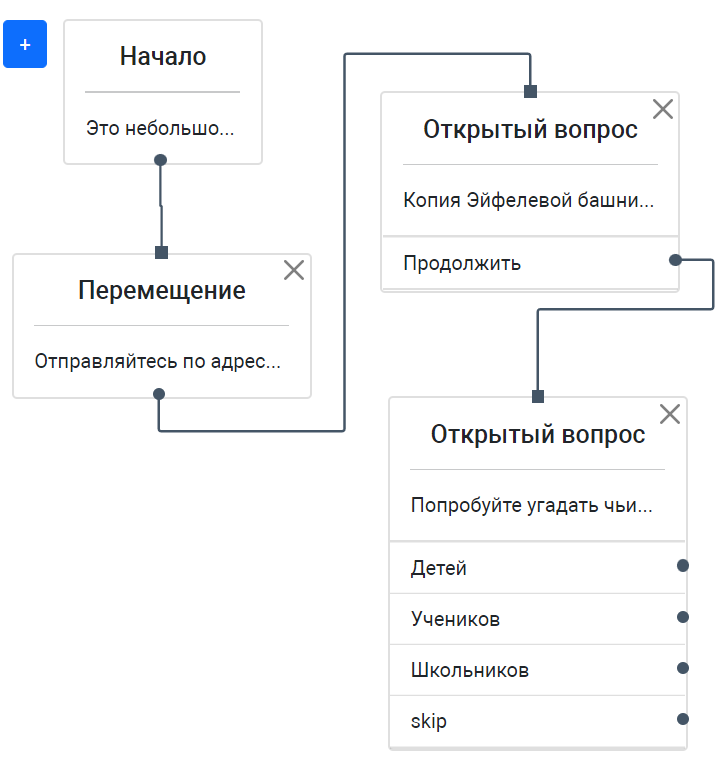 +
Начало
Это небольшо...
Перемещение
Отправляйтесь по адрес...
Открытый вопрос
Копия Эйфелевой башни...
Продолжить
Открытый вопрос
Попробуйте угадать чьи...
Детей
Учеников
Школьников
skip